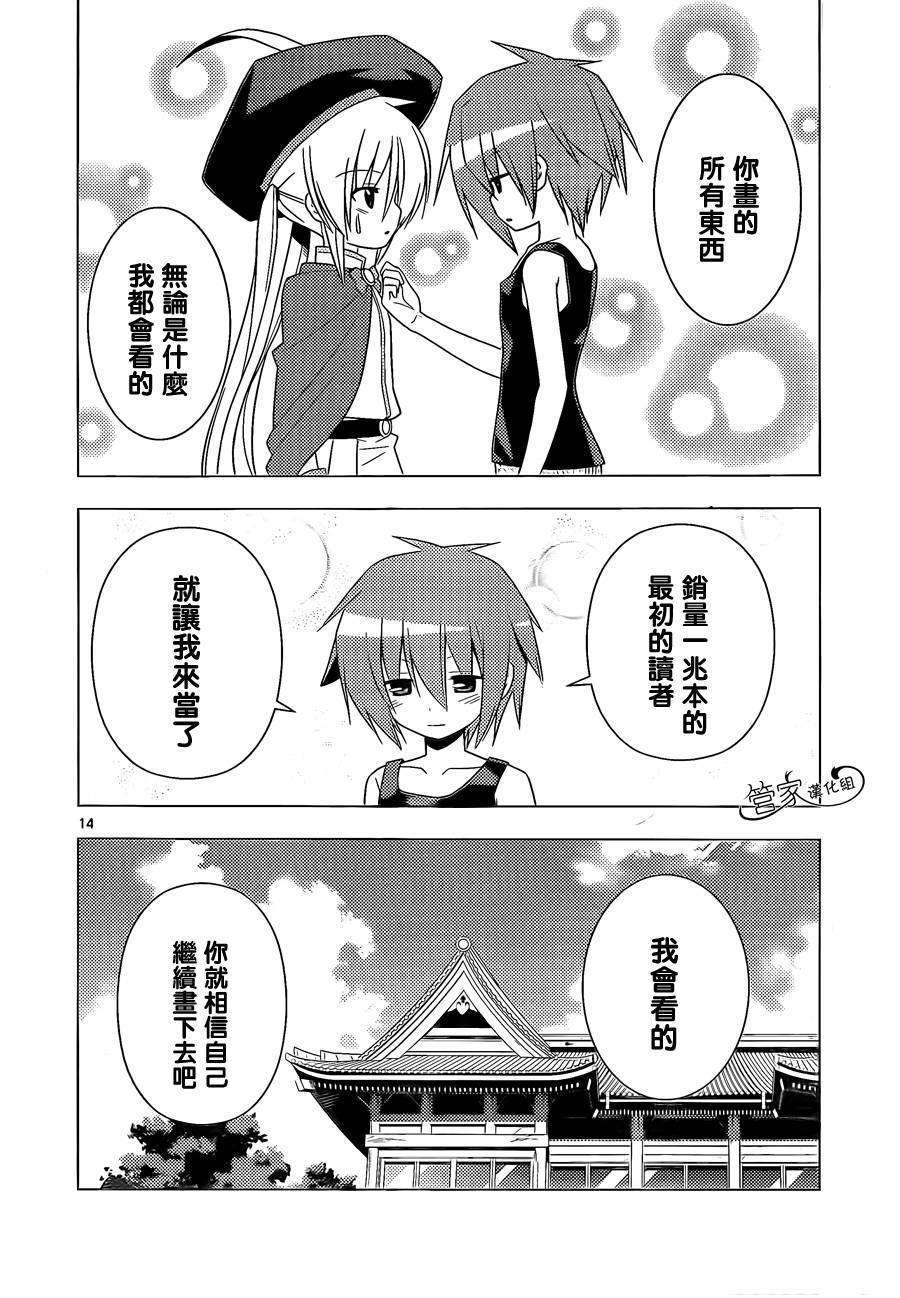 你畫的
所有東西
無論是什麼
我都會看的
銷量一兆本的
最初的讀者
就讓我來當了
管家漢化組
14
我會看的
你就相信自己
繼續畫下去吧